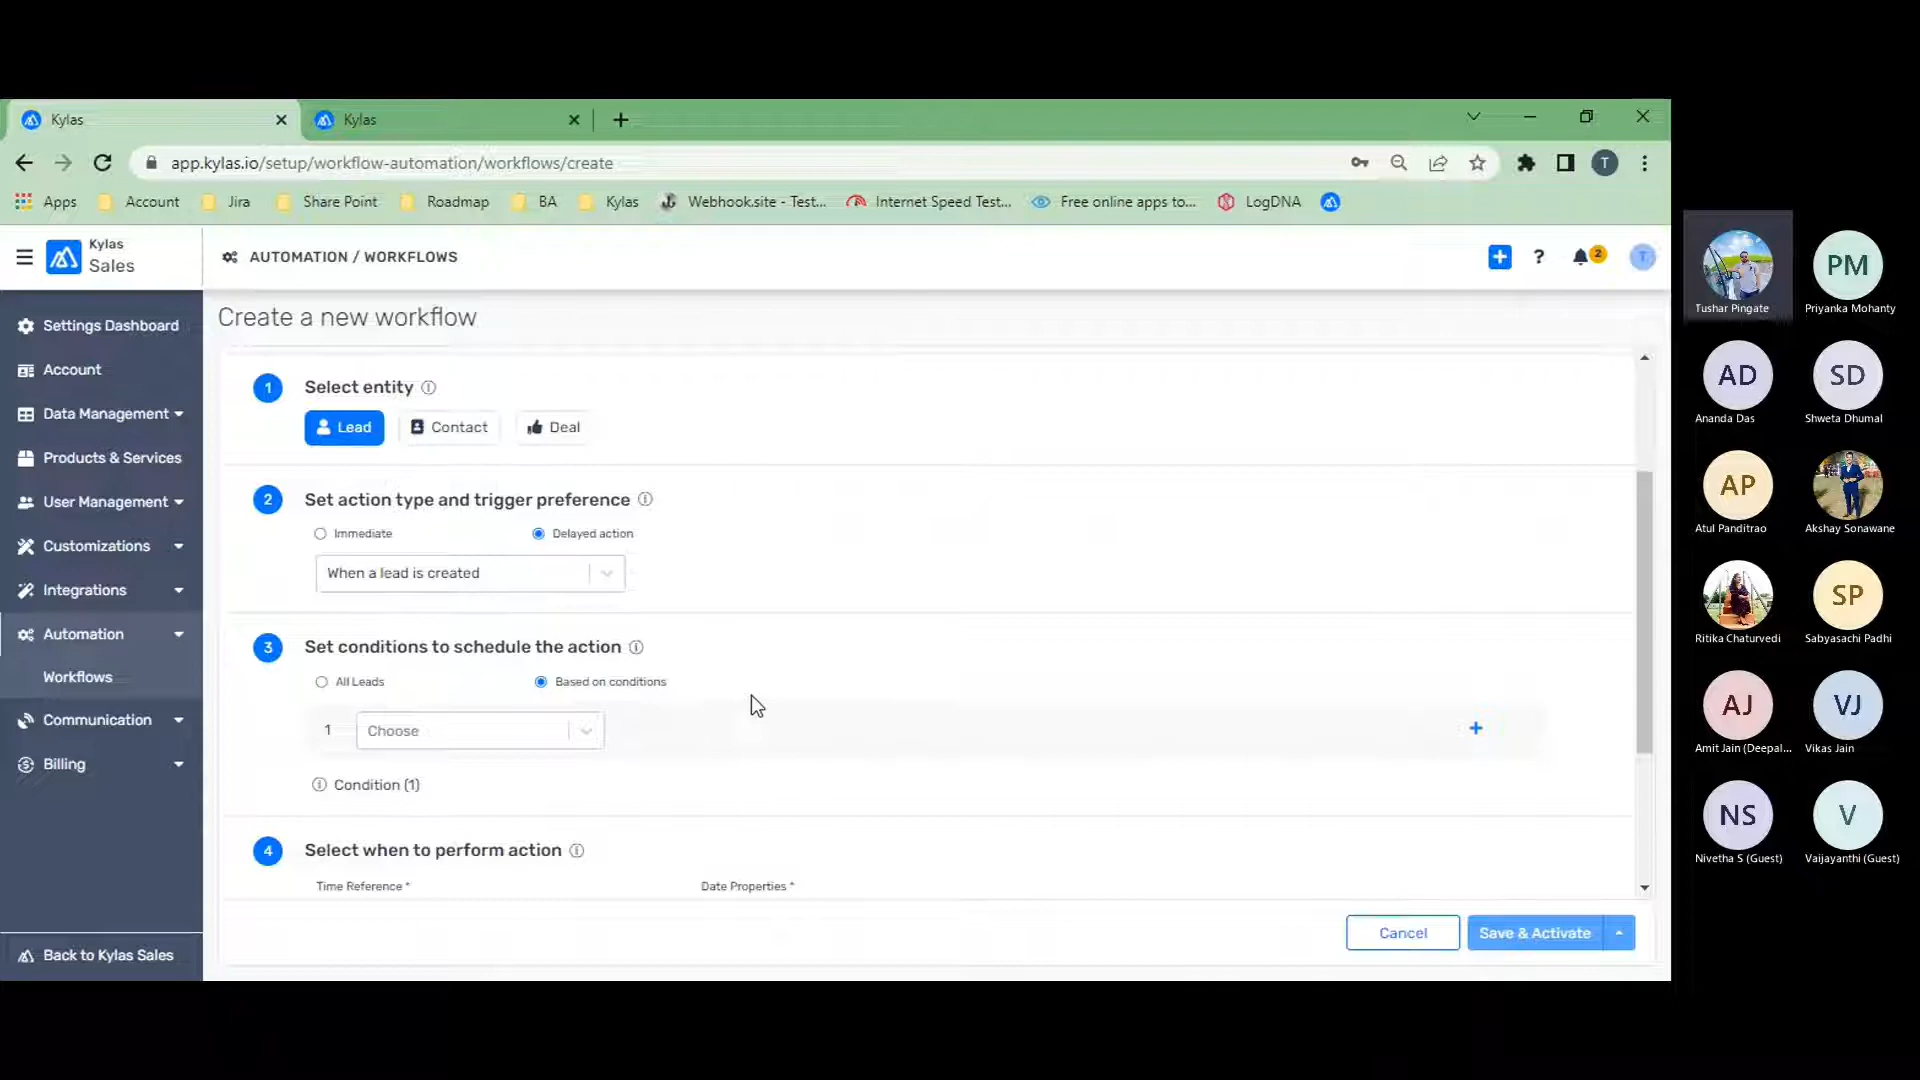 Kylas
Kylas
app.kylas.io/setup/workflow-automation/workflows/create
T
Apps
Account
Jira
Share Point
Roadmap
BA
Kylas
Webhook.site - Test...
Internet Speed Test...
Free online apps to...
LogDNA
Kylas
Sales
AUTOMATION / WORKFLOWS
?
2
T
Settings Dashboard
Account
Data Management
Products & Services
User Management
Customizations
Integrations
Automation
Workflows
Communication
Billing
Back to Kylas Sales
Create a new workflow
1
Select entity
Lead
Contact
Deal
2
Set action type and trigger preference
Immediate
Delayed action
When a lead is created
3
Set conditions to schedule the action
All Leads
Based on conditions
1
Choose
Condition (1)
4
Select when to perform action
Time Reference *
Date Properties *
Cancel
Save & Activate
Tushar Pingate
PM
Priyanka Mohanty
AD
Ananda Das
SD
Shweta Dhumal
AP
Atul Panditrao
Akshay Sonawane
Ritika Chaturvedi
SP
Sabyasachi Padhi
AJ
Amit Jain (Deepal...
VJ
Vikas Jain
NS
Nivetha S (Guest)
V
Vaijayanthi (Guest)